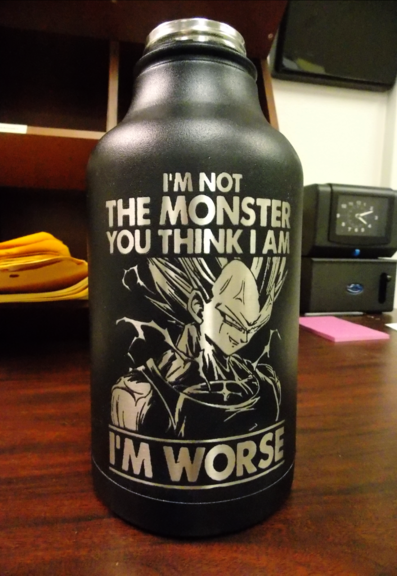 I'M NOT
THE MONSTER
YOU THINK I AM
I'M WORSE